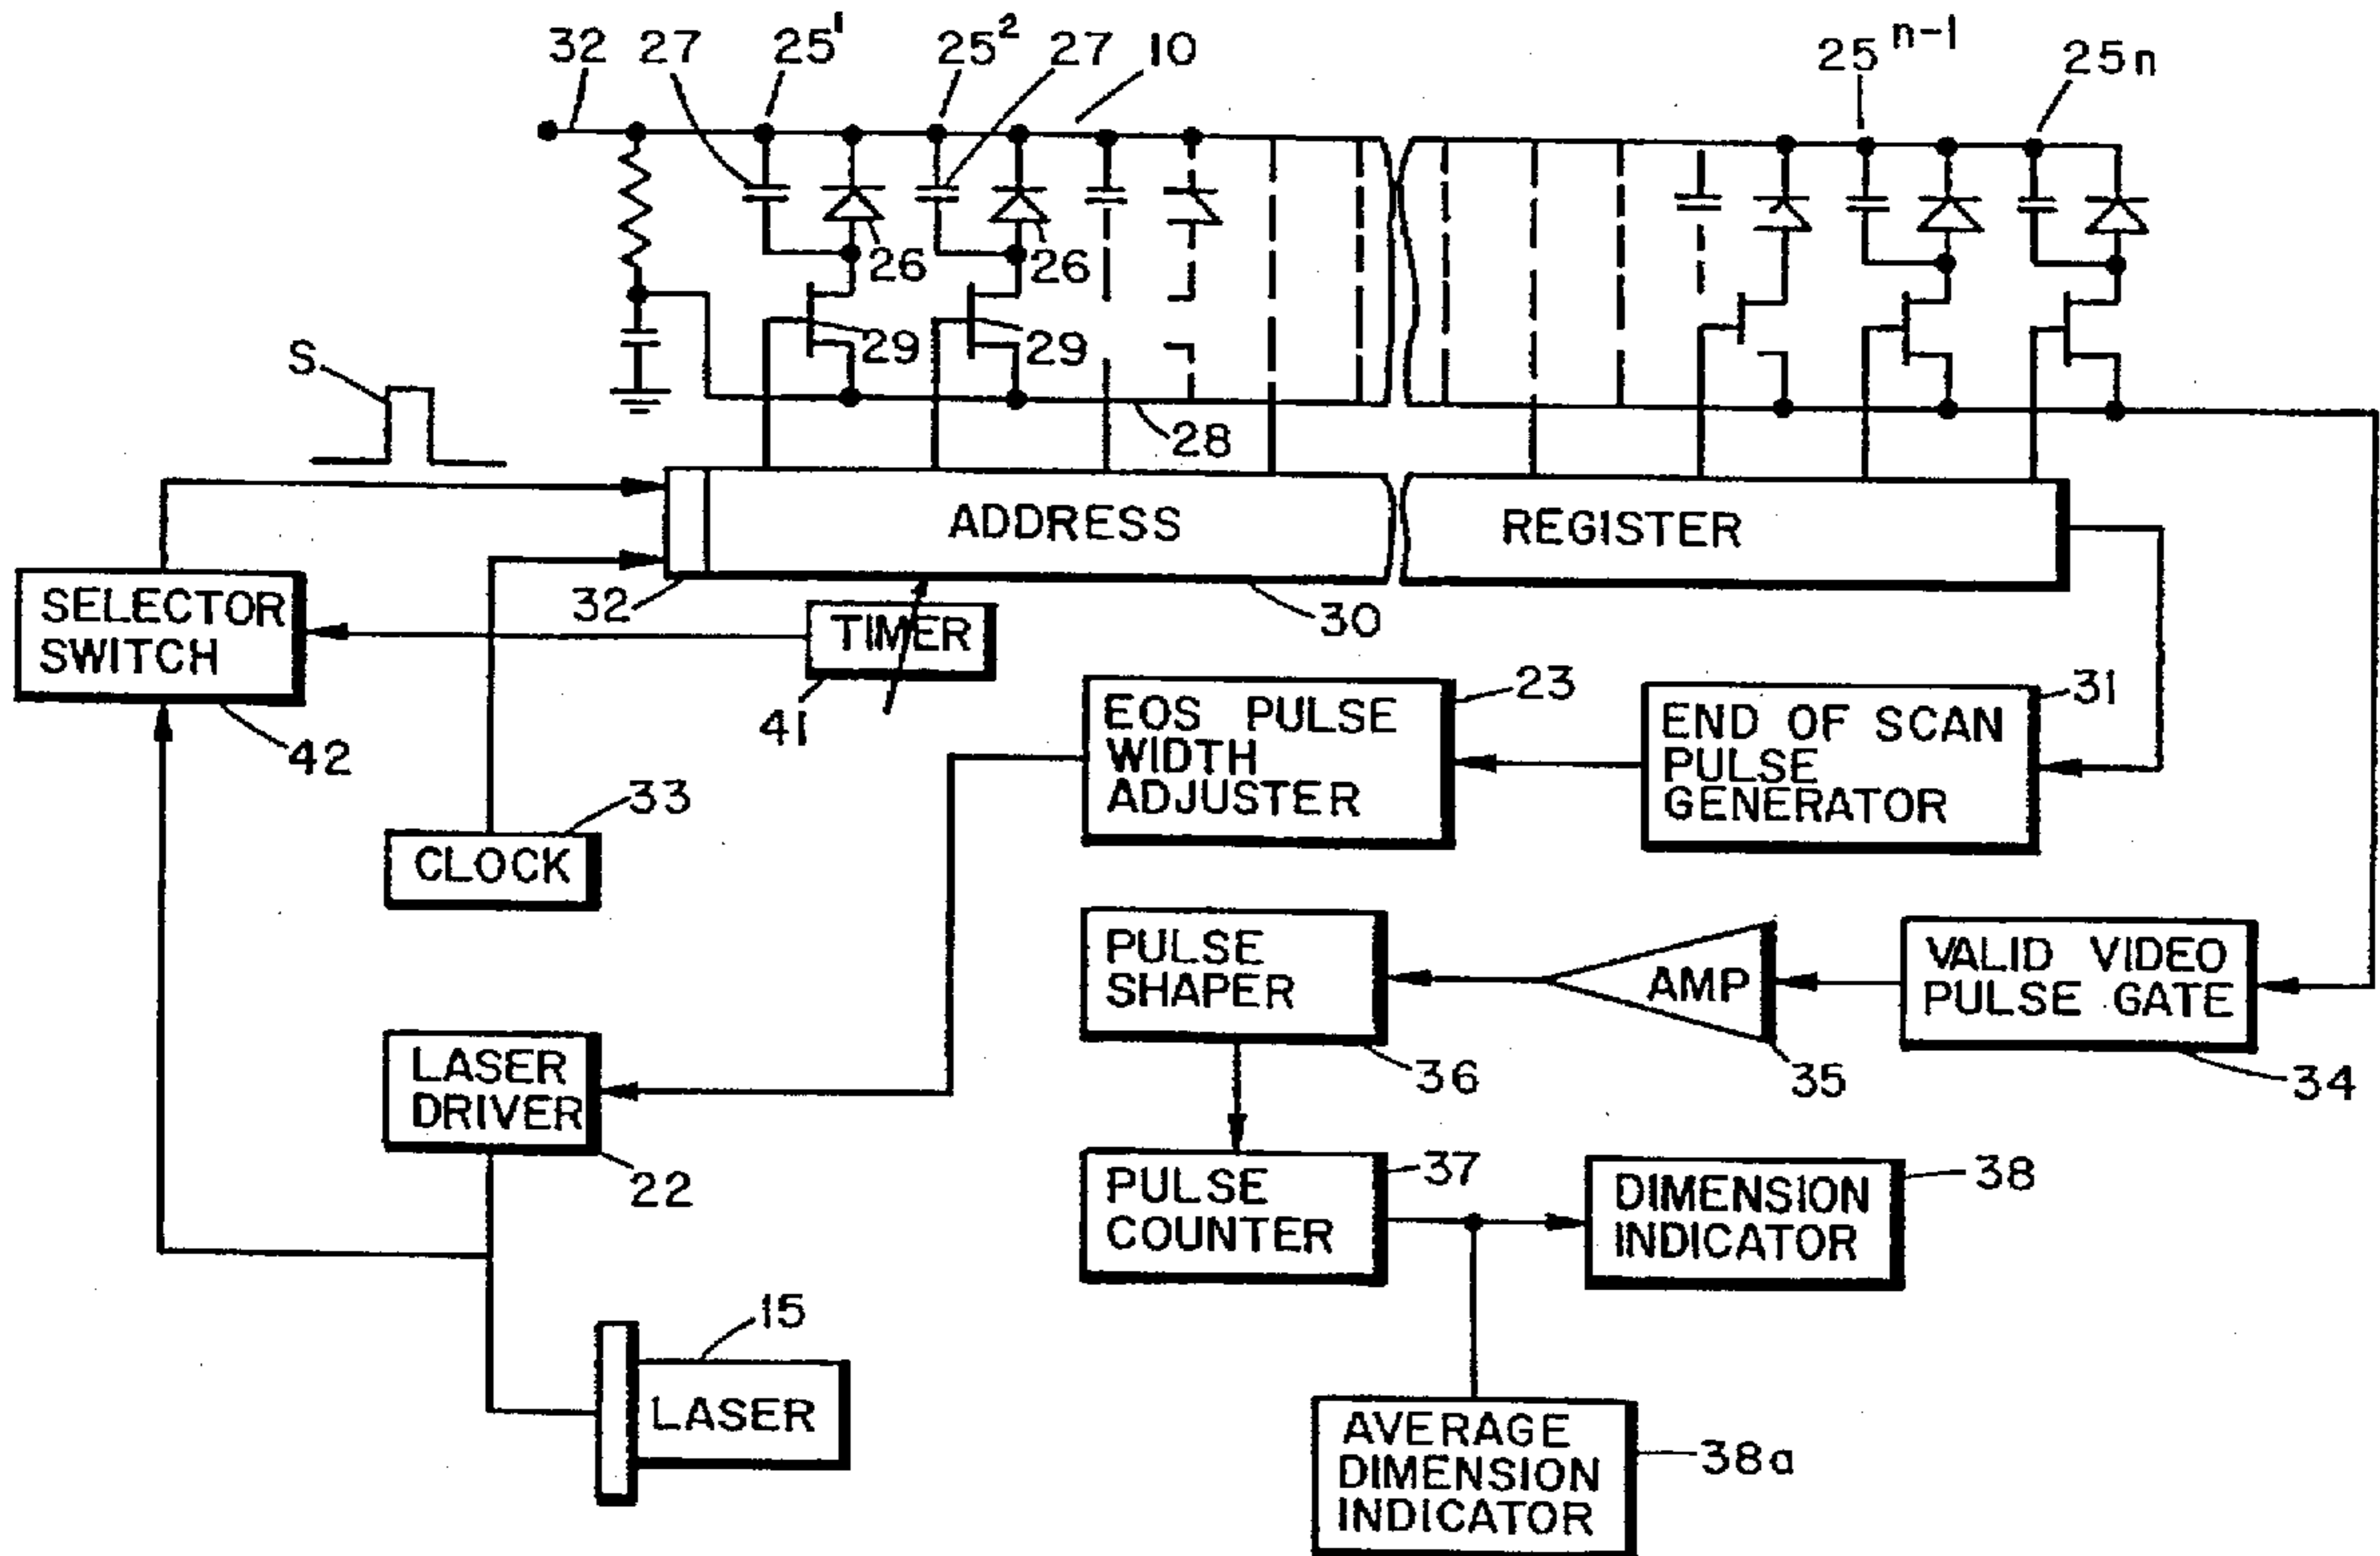 32 27 25¹ 25² 27 10 25ⁿ⁻¹ 25n
26 26
29 29
S
28
ADDRESS REGISTER
32 30
SELECTOR
SWITCH
42
TIMER
41
CLOCK
33
EOS PULSE
WIDTH
ADJUSTER
23
END OF SCAN
PULSE
GENERATOR
31
PULSE
SHAPER
36
AMP
35
VALID VIDEO
PULSE GATE
34
LASER
DRIVER
22
PULSE
COUNTER
37
DIMENSION
INDICATOR
38
15
LASER
AVERAGE
DIMENSION
INDICATOR
38a